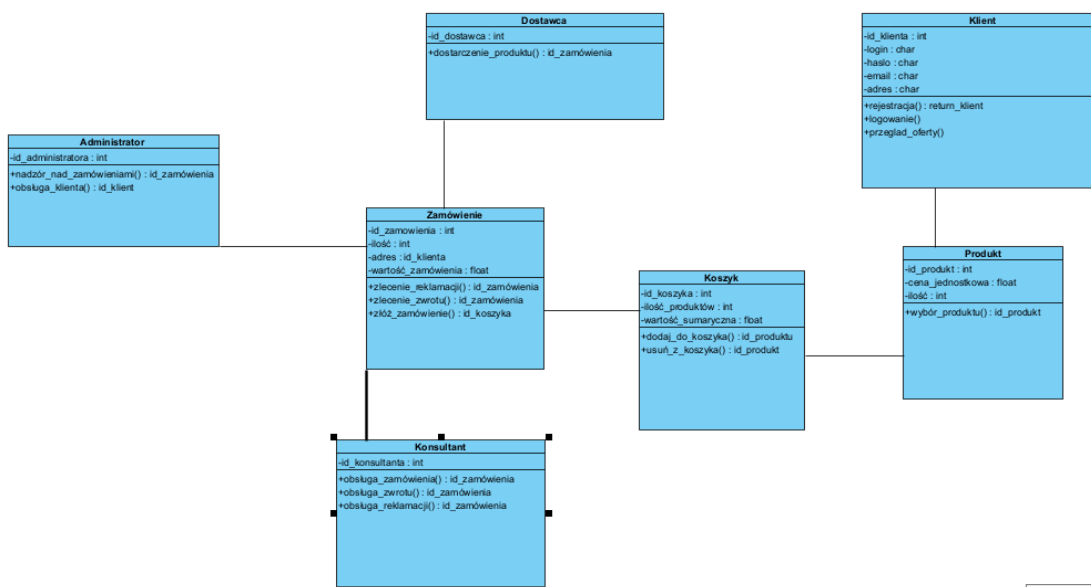 Dostawca
-id_dostawca : int
+dostarczenie_produktu() : id_zamówienia
Klient
-id_klienta : int
-login : char
-haslo : char
-email : char
-adres : char
+rejestracja() : return_klient
+logowanie()
+przeglad_oferty()
Administrator
-id_administratora : int
+nadzór_nad_zamówieniami() : id_zamówienia
+obsługa_klienta() : id_klient
Zamówienie
-id_zamowienia : int
-ilość : int
-adres : id_klienta
-wartość_zamówienia : float
+zlecenie_reklamacji() : id_zamówienia
+zlecenie_zwrotu() : id_zamówienia
+złóż_zamówienie() : id_koszyka
Koszyk
-id_koszyka : int
-ilość_produktów : int
-wartość_sumaryczna : float
+dodaj_do_koszyka() : id_produktu
+usuń_z_koszyka() : id_produkt
Produkt
-id_produkt : int
-cena_jednostkowa : float
-ilość : int
+wybór_produktu() : id_produkt
Konsultant
-id_konsultanta : int
+obsługa_zamówienia() : id_zamówienia
+obsługa_zwrotu() : id_zamówienia
+obsługa_reklamacji() : id_zamówienia